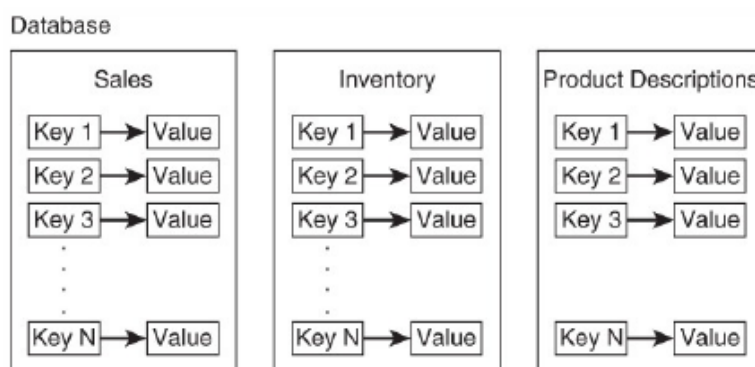 Database
Sales
Key 1 Value
Key 2 Value
Key 3 Value
Key N Value
Inventory
Key 1 Value
Key 2 Value
Key 3 Value
Key N Value
Product Descriptions
Key 1 Value
Key 2 Value
Key 3 Value
Key N Value